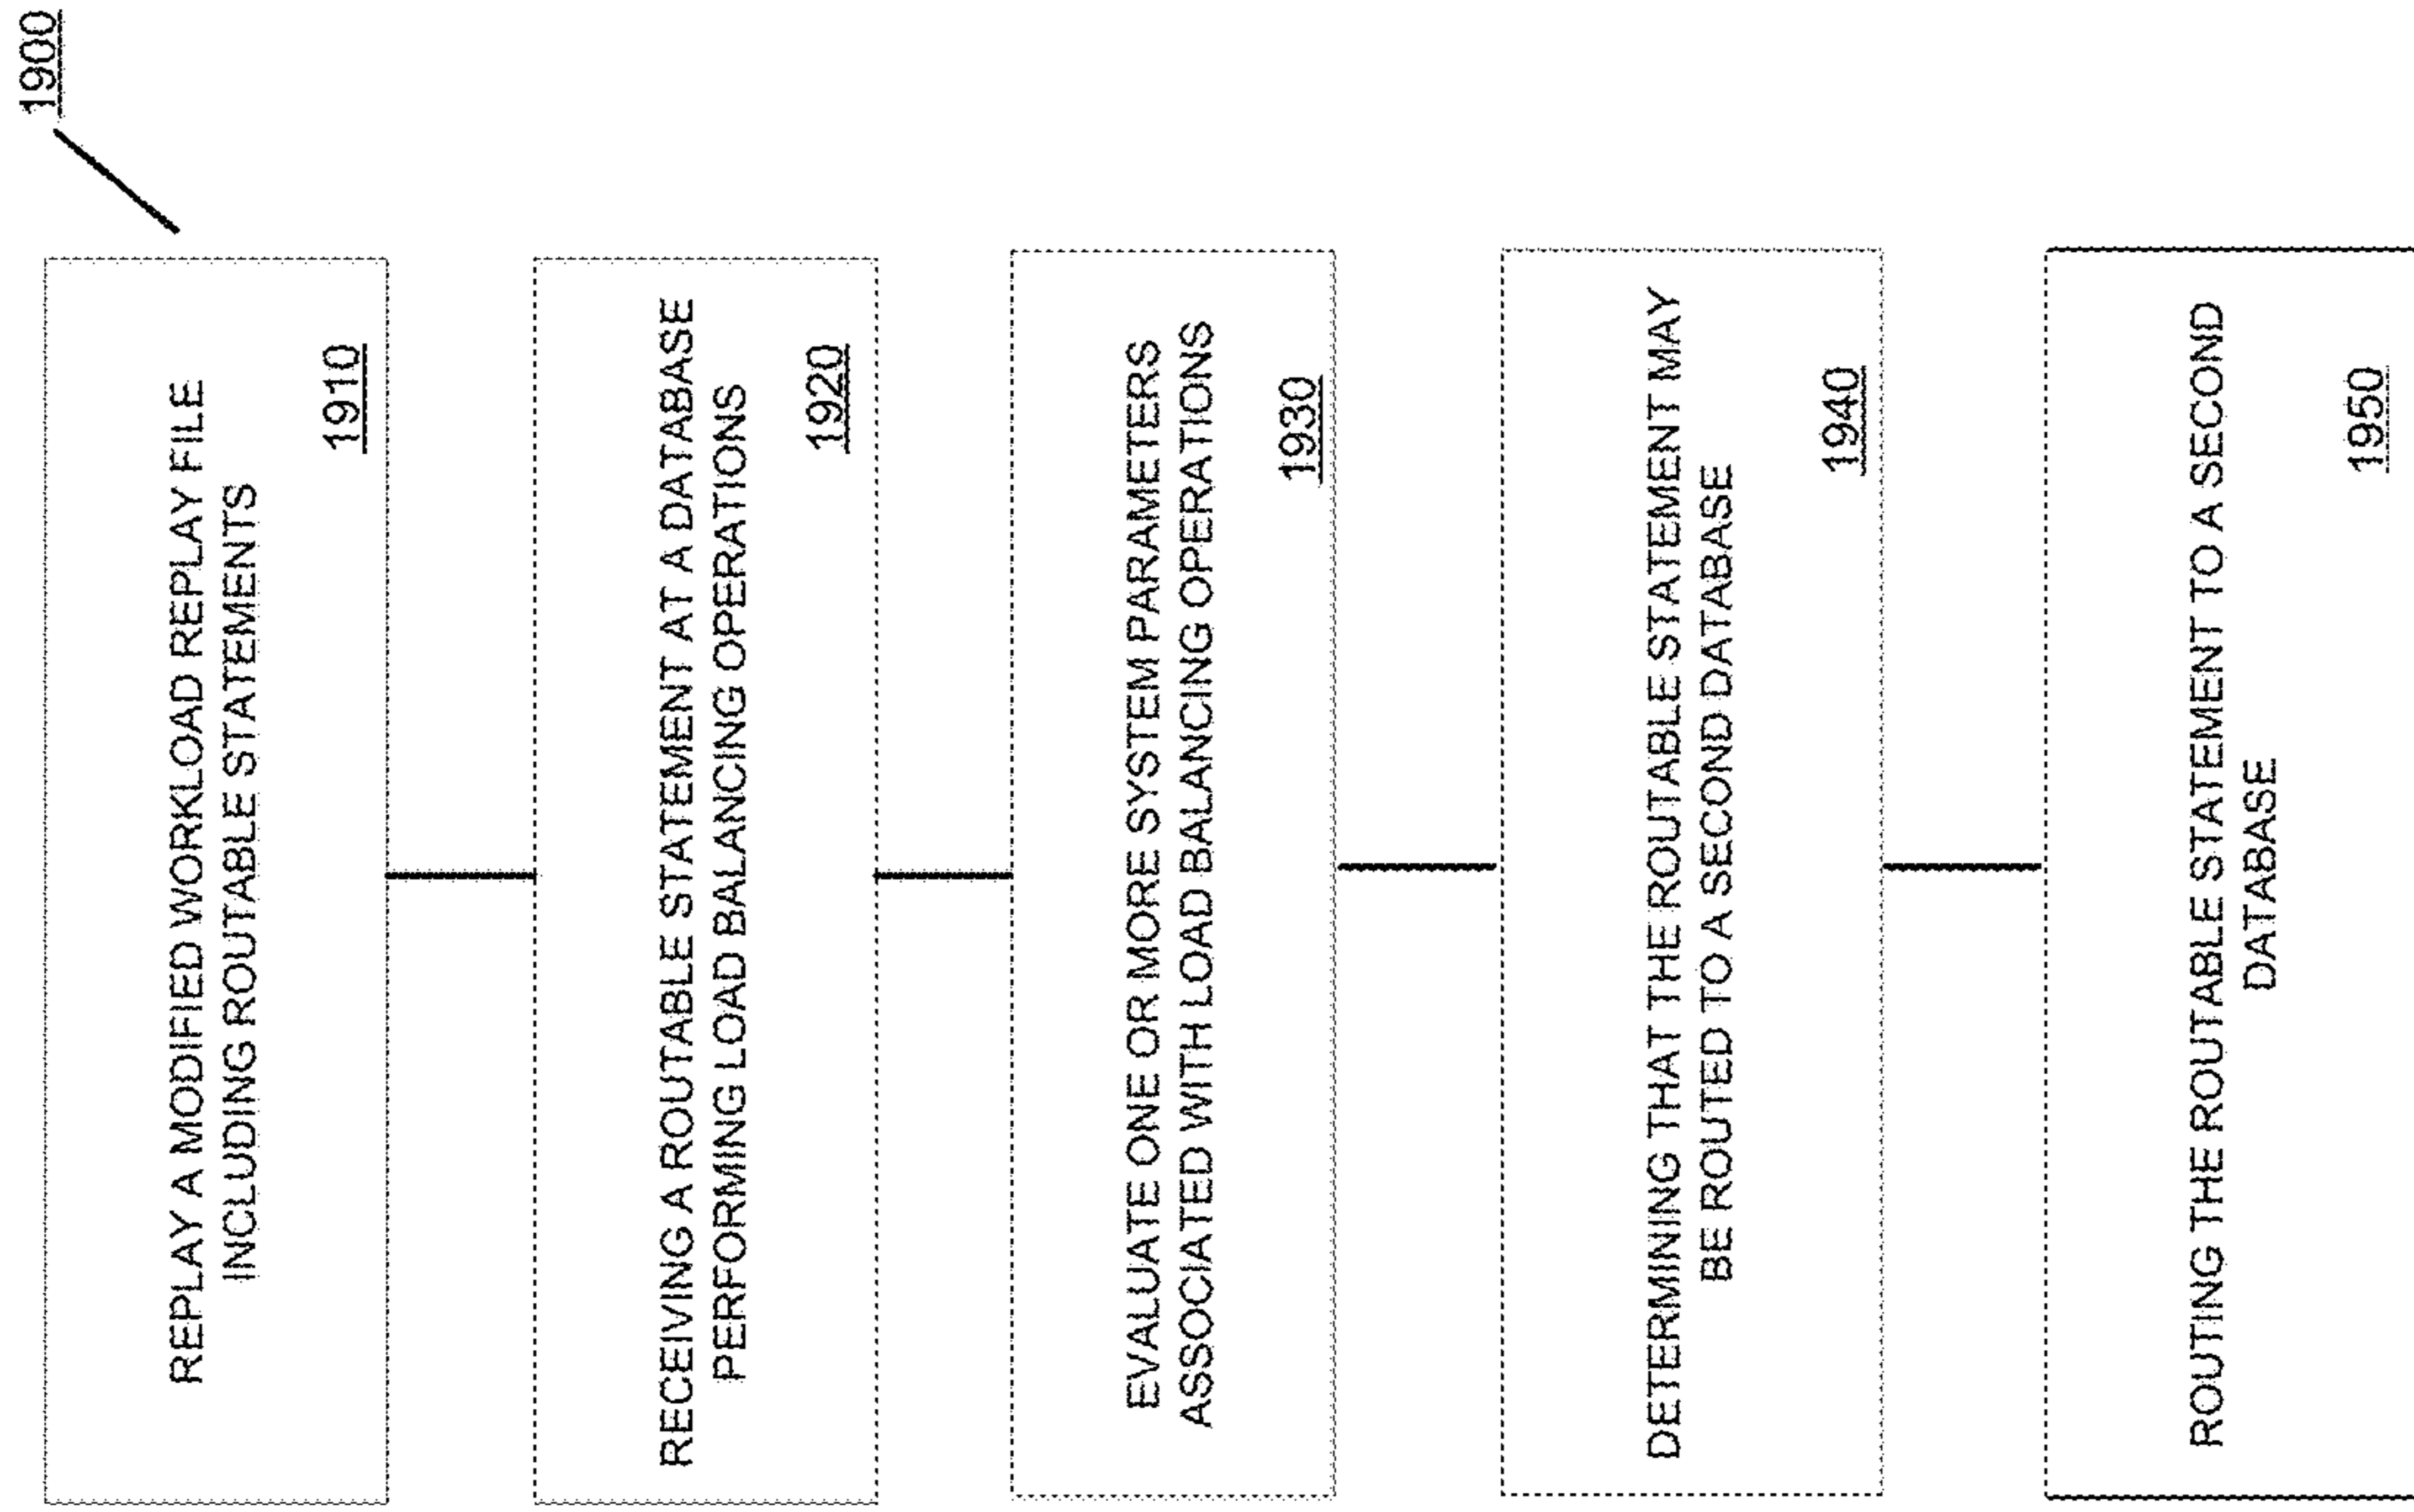 1900
REPLAY A MODIFIED WORKLOAD REPLAY FILE
INCLUDING ROUTABLE STATEMENTS
1910
RECEIVING A ROUTABLE STATEMENT AT A DATABASE
PERFORMING LOAD BALANCING OPERATIONS
1920
EVALUATE ONE OR MORE SYSTEM PARAMETERS
ASSOCIATED WITH LOAD BALANCING OPERATIONS
1930
DETERMINING THAT THE ROUTABLE STATEMENT MAY
BE ROUTED TO A SECOND DATABASE
1940
ROUTING THE ROUTABLE STATEMENT TO A SECOND
DATABASE
1950